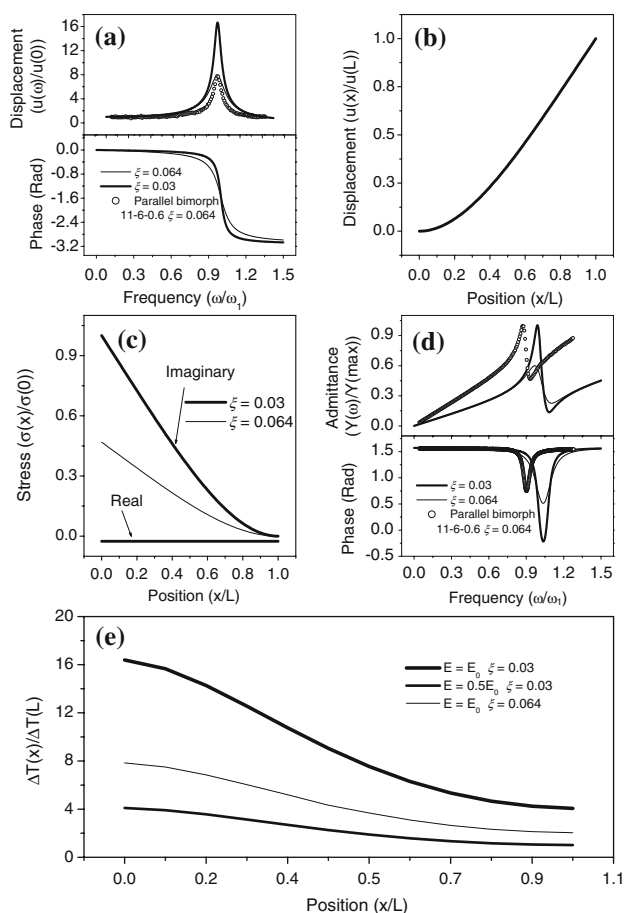 (a)
Displacement
(u(ω)/u(0))
16
12
8
4
0
0.0
-0.8
-1.6
-2.4
-3.2
Phase (Rad)
ξ = 0.064
ξ = 0.03
Parallel bimorph
11-6-0.6 ξ = 0.064
0.0 0.3 0.6 0.9 1.2 1.5
Frequency (ω/ω₁)
(b)
Displacement (u(x)/u(L))
1.0
0.8
0.5
0.3
0.0
0.0 0.2 0.4 0.6 0.8 1.0
Position (x/L)
(c)
Stress (σ(x)/σ(0))
0.9
0.6
0.3
0.0
Imaginary
ξ = 0.03
ξ = 0.064
Real
0.0 0.2 0.4 0.6 0.8 1.0
Position (x/L)
(d)
Admittance
(Y(ω)/Y(max))
0.9
0.6
0.3
0.0
1.5
1.0
0.5
0.0
-0.5
Phase (Rad)
ξ = 0.03
ξ = 0.064
Parallel bimorph
11-6-0.6 ξ = 0.064
0.0 0.3 0.6 0.9 1.2 1.5
Frequency (ω/ω₁)
(e)
ΔT(x)/ΔT(L)
20
16
12
8
4
0
E = E₀ ξ = 0.03
E = 0.5E₀ ξ = 0.03
E = E₀ ξ = 0.064
0.0 0.1 0.2 0.3 0.4 0.5 0.6 0.7 0.8 0.9 1.0 1.1
Position (x/L)